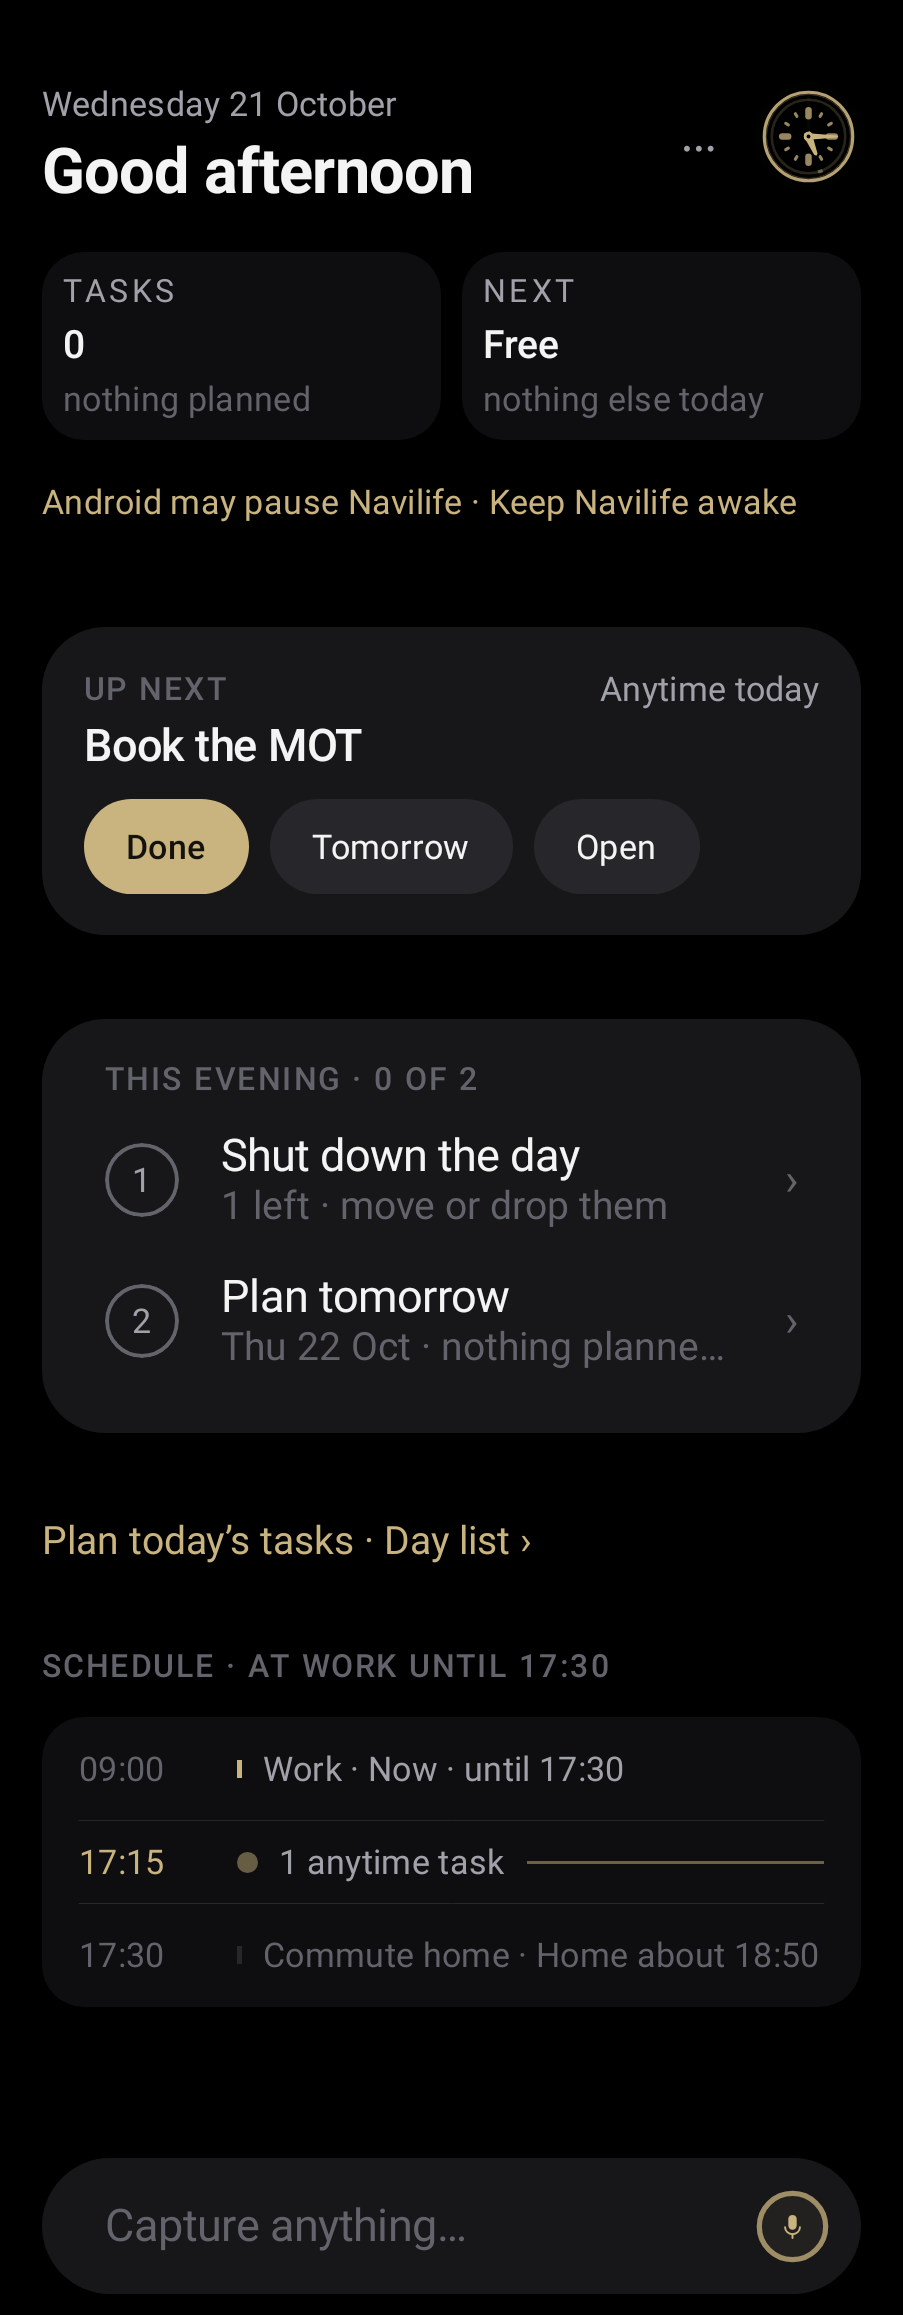 Wednesday 21 October
Good afternoon
...
TASKS
0
nothing planned
NEXT
Free
nothing else today
Android may pause Navilife · Keep Navilife awake
UP NEXT
Anytime today
Book the MOT
Done
Tomorrow
Open
THIS EVENING · 0 OF 2
1
Shut down the day
1 left · move or drop them
›
2
Plan tomorrow
Thu 22 Oct · nothing planne…
›
Plan today’s tasks · Day list ›
SCHEDULE · AT WORK UNTIL 17:30
09:00 Work · Now · until 17:30
17:15 1 anytime task
17:30 Commute home · Home about 18:50
Capture anything…